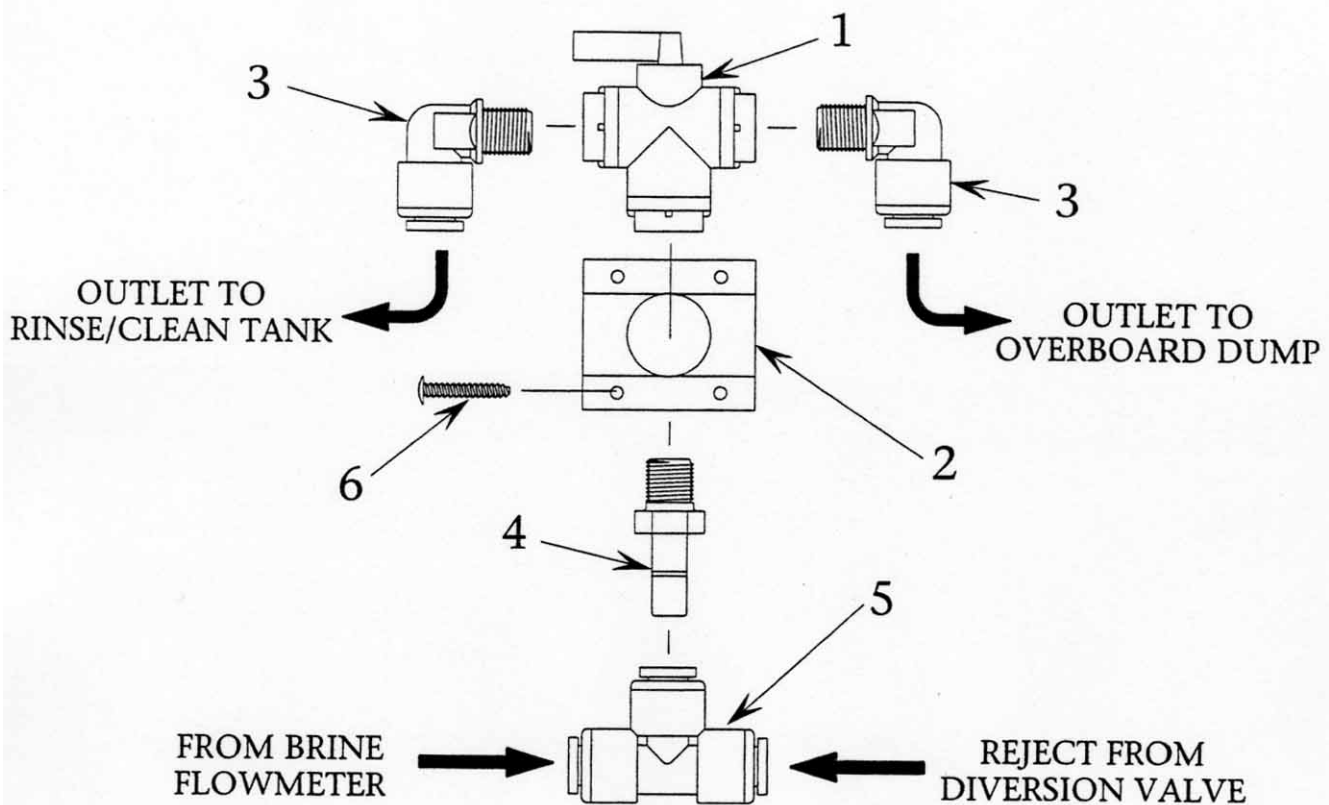 1
3
3
OUTLET TO
RINSE/CLEAN TANK
OUTLET TO
OVERBOARD DUMP
6
2
4
5
FROM BRINE
FLOWMETER
REJECT FROM
DIVERSION VALVE